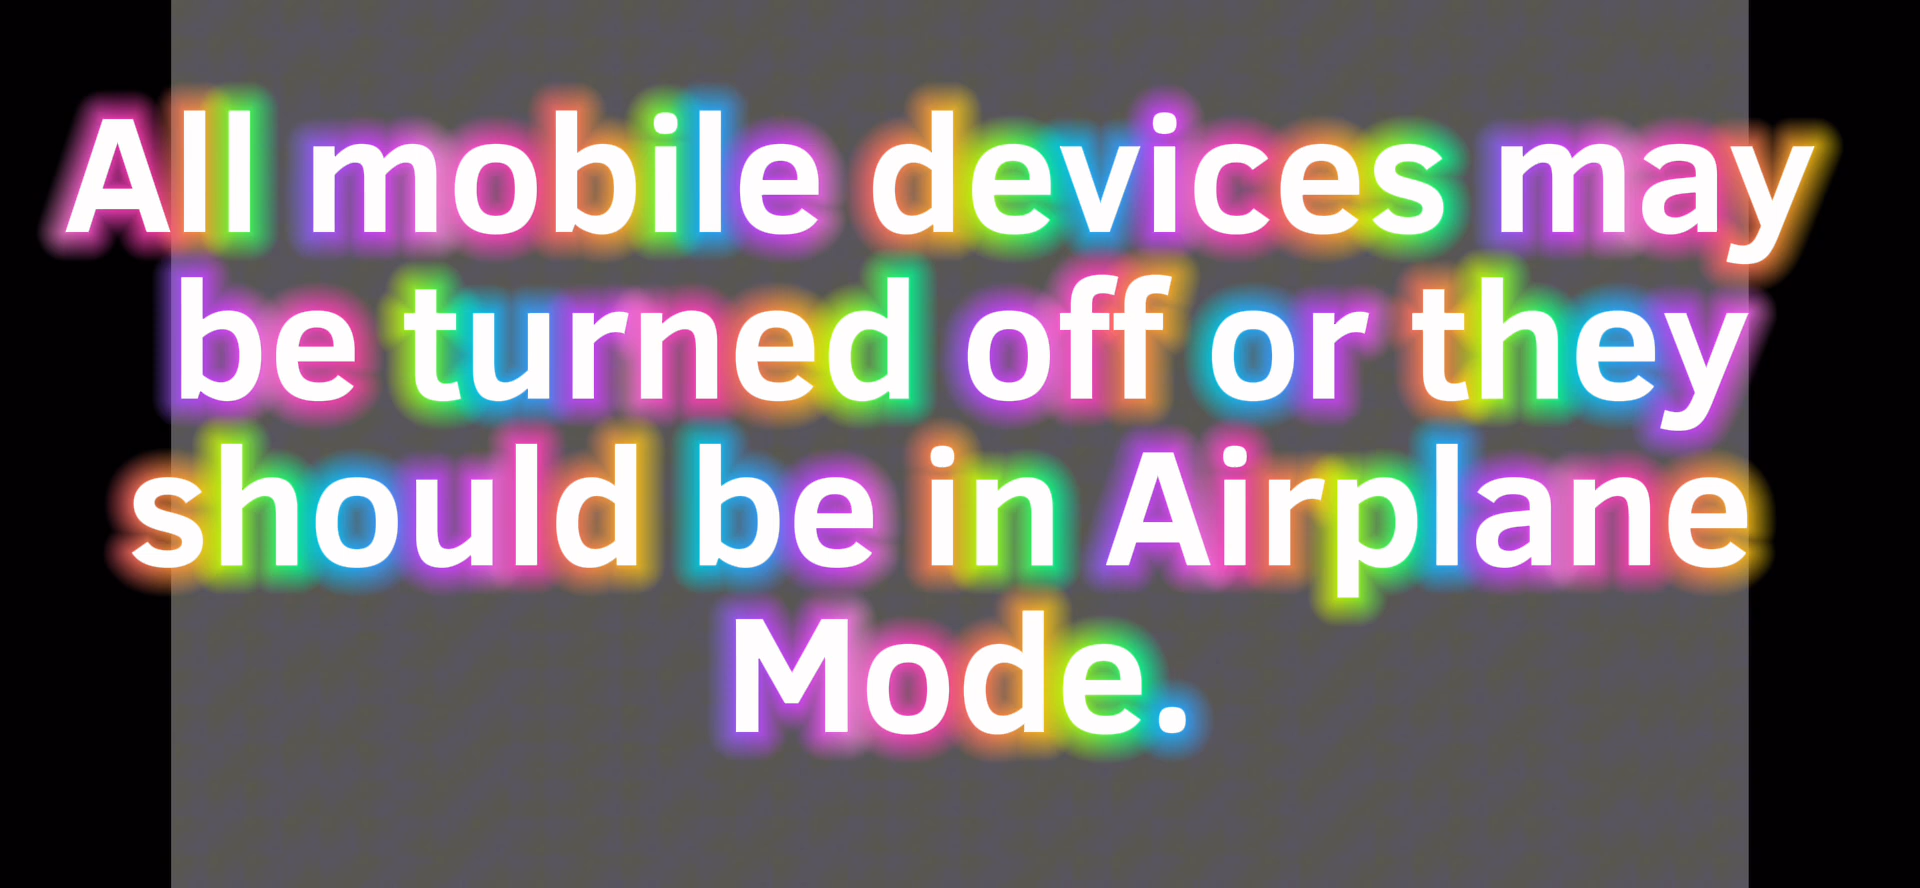 All mobile devices may
be turned off or they
should be in Airplane
Mode.